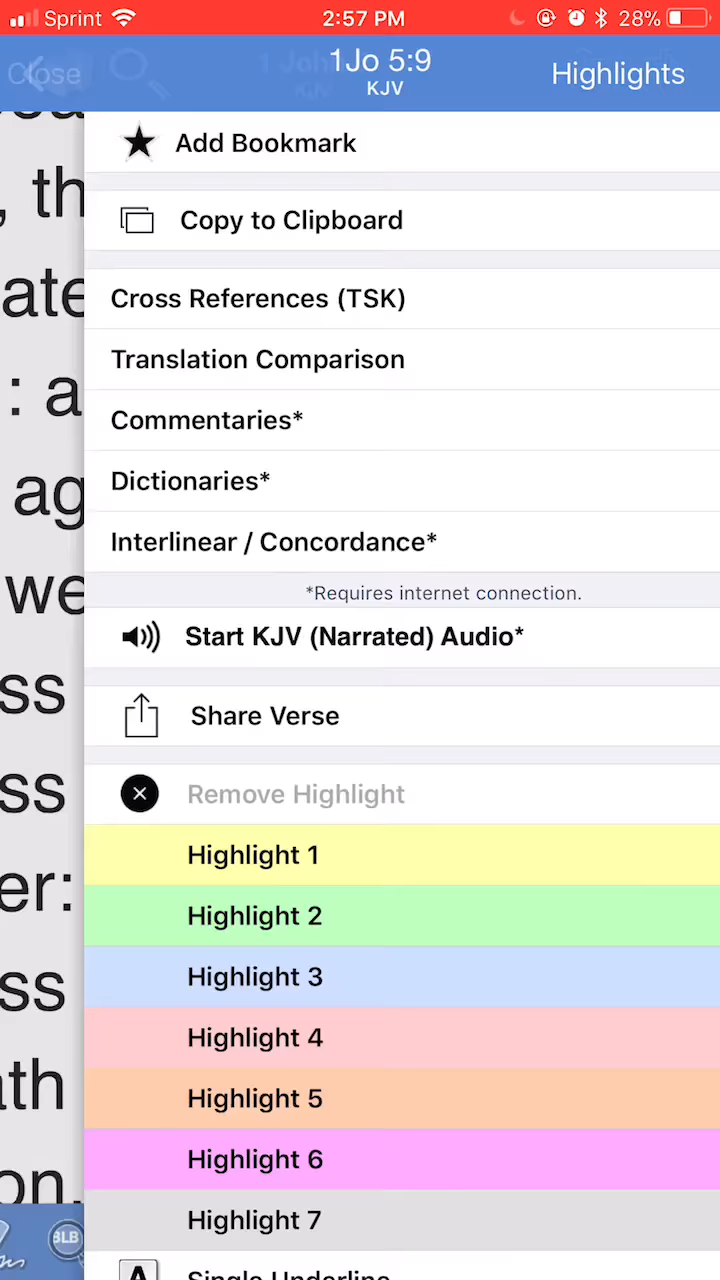 Sprint 2:57 PM 28%
Close 1Jo 5:9 Highlights
KJV
Add Bookmark
, th
Copy to Clipboard
ate
Cross References (TSK)
Translation Comparison
: a
Commentaries*
ag
Dictionaries*
Interlinear / Concordance*
we
*Requires internet connection.
Start KJV (Narrated) Audio*
ss
Share Verse
ss
Remove Highlight
Highlight 1
er:
Highlight 2
ss
Highlight 3
Highlight 4
ath
Highlight 5
Highlight 6
on.
Highlight 7
BLB
A Single Underline